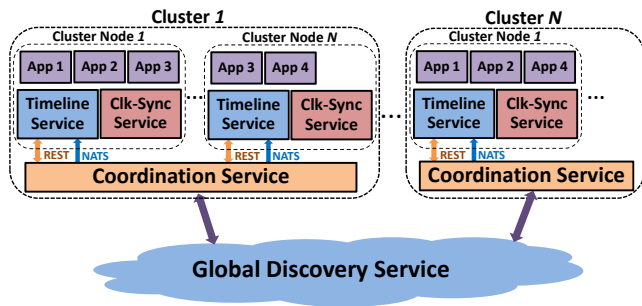 Cluster 1
Cluster N
Cluster Node 1
Cluster Node N
Cluster Node 1
App 1 App 2 App 3
App 3 App 4
App 1 App 2 App 4
...
...
...
Timeline Service
Clk-Sync Service
Timeline Service
Clk-Sync Service
Timeline Service
Clk-Sync Service
REST NATS
REST NATS
REST NATS
Coordination Service
Coordination Service
Global Discovery Service